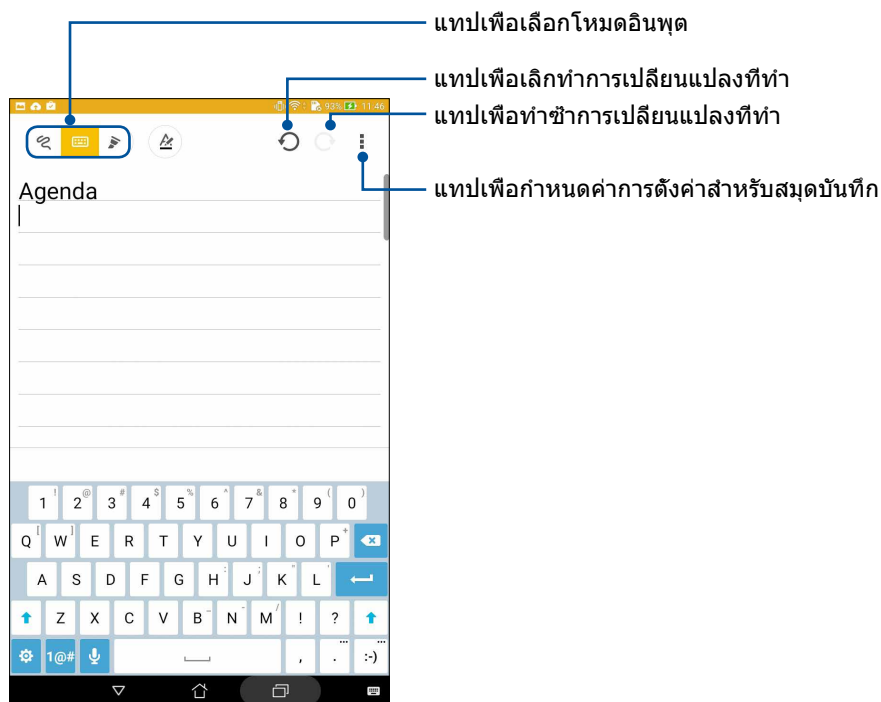 แทปเพื่อเลือกโหมดอินพุต
แทปเพื่อเลิกทำการเปลี่ยนแปลงที่ทำ
แทปเพื่อทำซ้ำการเปลี่ยนแปลงที่ทำ
93% 11:46
แทปเพื่อกำหนดค่าการตั้งค่าสำหรับสมุดบันทึก
Agenda
1 ! 2 @ 3 # 4 $ 5 % 6 ^ 7 & 8 * 9 ( 0 )
Q [ W ] E R T Y U I O P +
A S D F G H : J ; K " L '
Z X C V B _ N - M / ! ?
1@# , . ... :-) ...